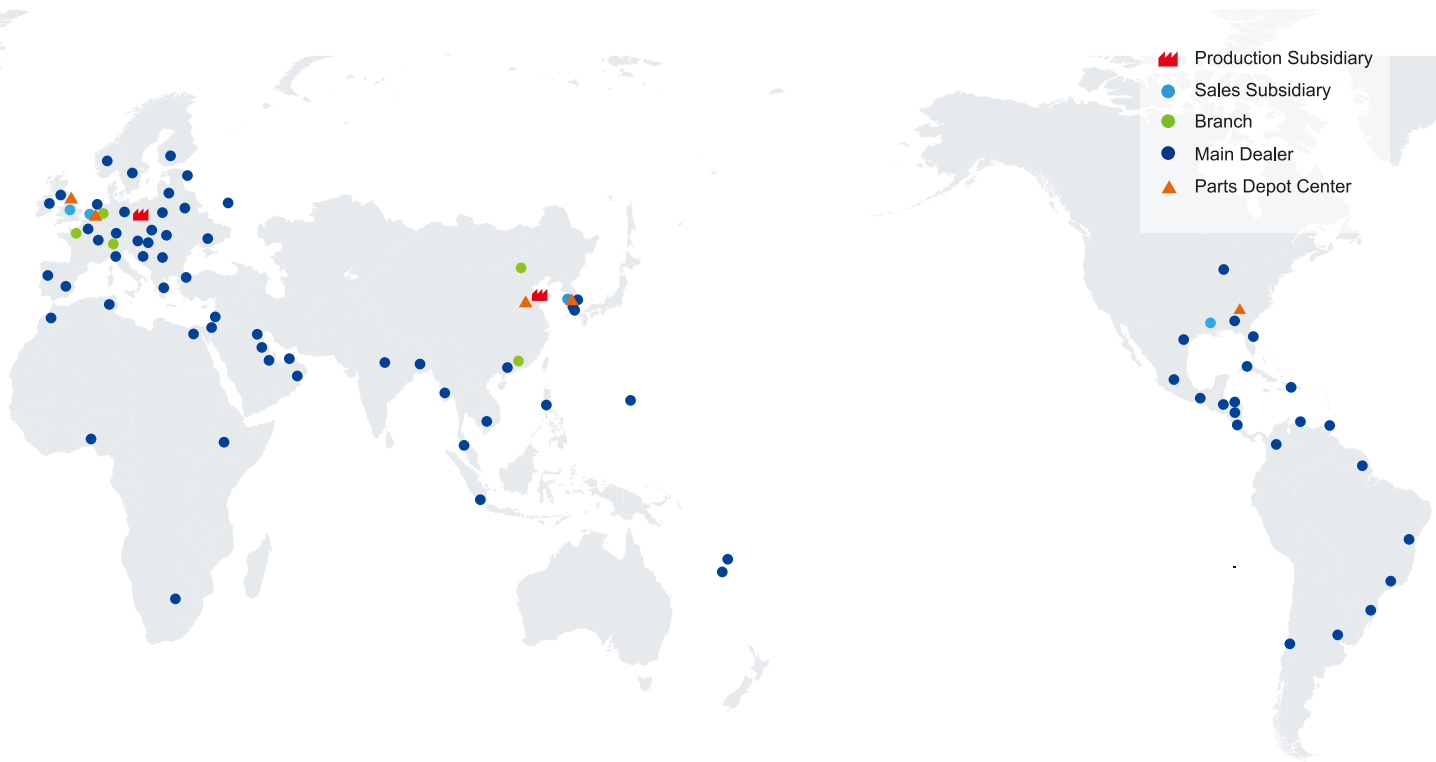 Production Subsidiary
Sales Subsidiary
Branch
Main Dealer
Parts Depot Center